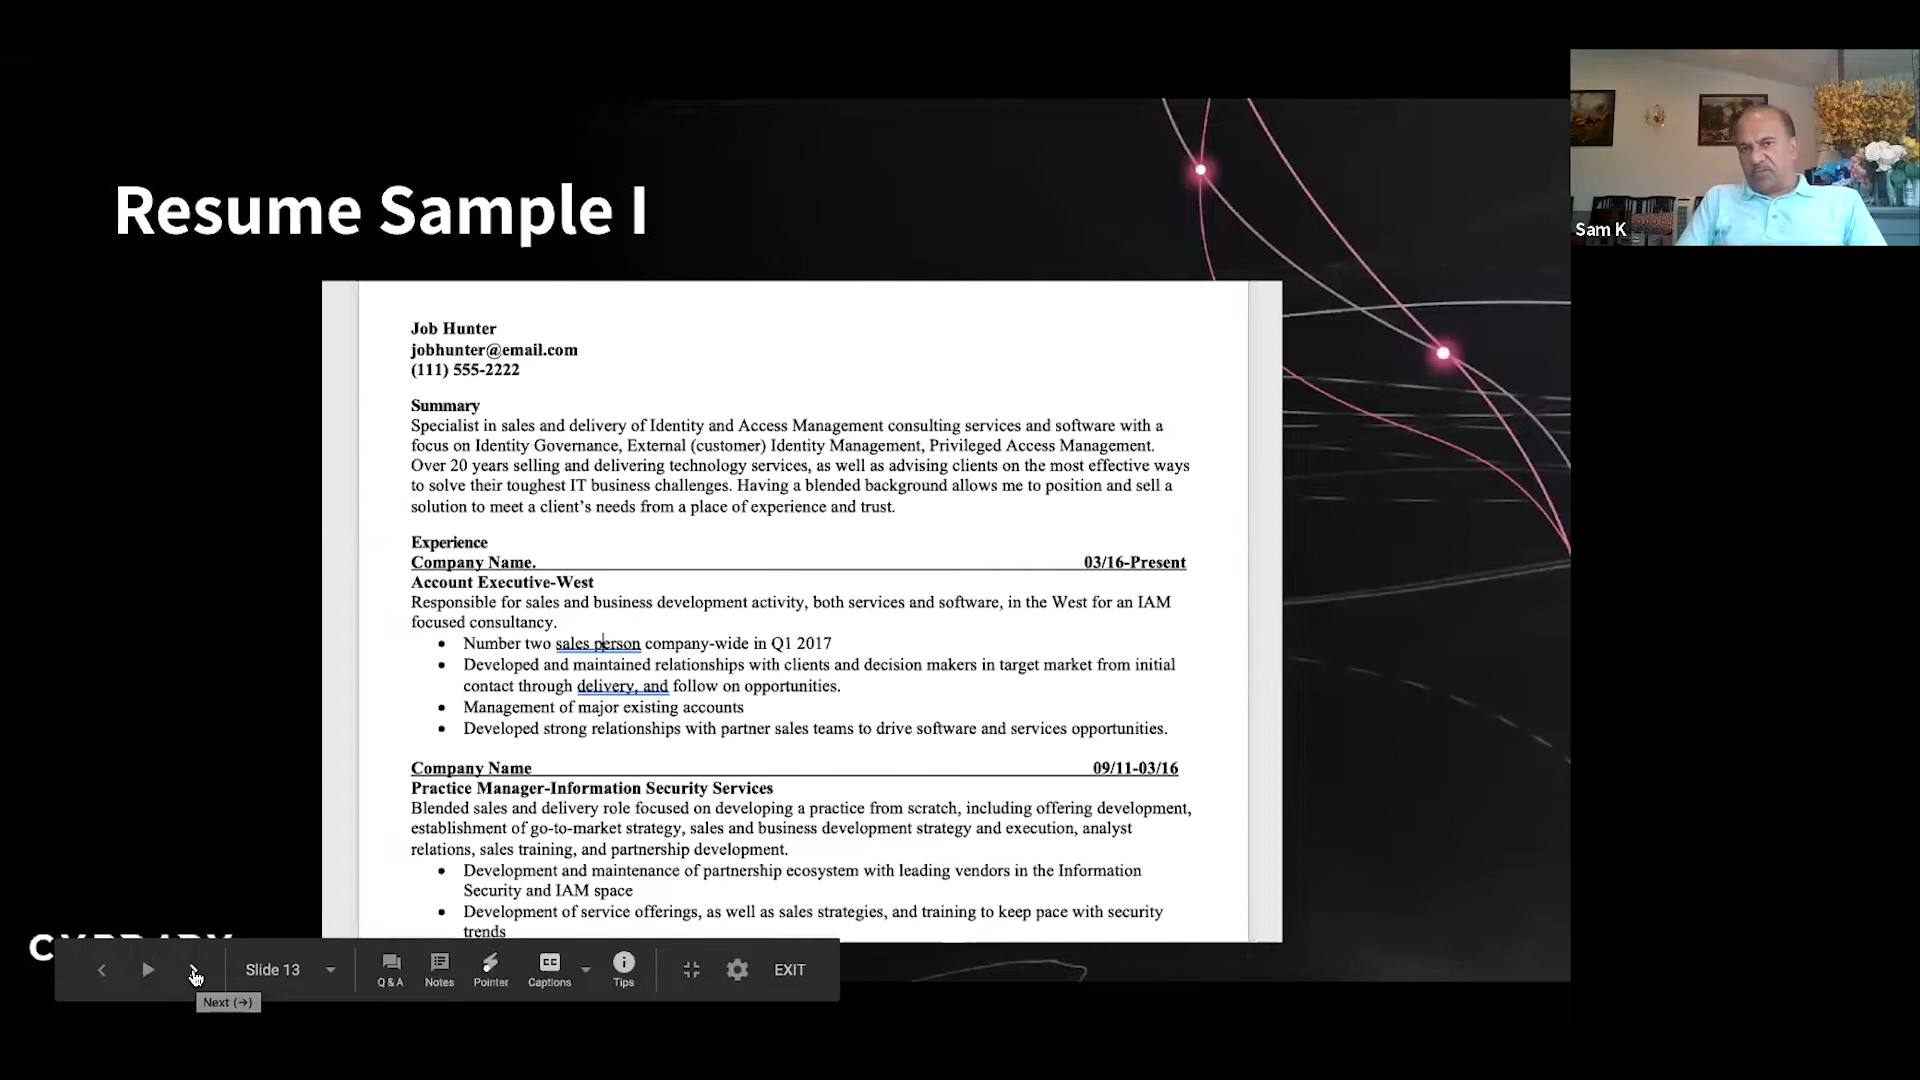 Resume Sample I
Sam K
Job Hunter
jobhunter@email.com
(111) 555-2222
Summary
Specialist in sales and delivery of Identity and Access Management consulting services and software with a
focus on Identity Governance, External (customer) Identity Management, Privileged Access Management.
Over 20 years selling and delivering technology services, as well as advising clients on the most effective ways
to solve their toughest IT business challenges. Having a blended background allows me to position and sell a
solution to meet a client’s needs from a place of experience and trust.
Experience
Company Name. 03/16-Present
Account Executive-West
Responsible for sales and business development activity, both services and software, in the West for an IAM
focused consultancy.
• Number two sales person company-wide in Q1 2017
• Developed and maintained relationships with clients and decision makers in target market from initial
contact through delivery, and follow on opportunities.
• Management of major existing accounts
• Developed strong relationships with partner sales teams to drive software and services opportunities.
Company Name 09/11-03/16
Practice Manager-Information Security Services
Blended sales and delivery role focused on developing a practice from scratch, including offering development,
establishment of go-to-market strategy, sales and business development strategy and execution, analyst
relations, sales training, and partnership development.
• Development and maintenance of partnership ecosystem with leading vendors in the Information
Security and IAM space
• Development of service offerings, as well as sales strategies, and training to keep pace with security
trends
Slide 13
Q & A
Notes
Pointer
CC
Captions
Tips
EXIT
Next (→)